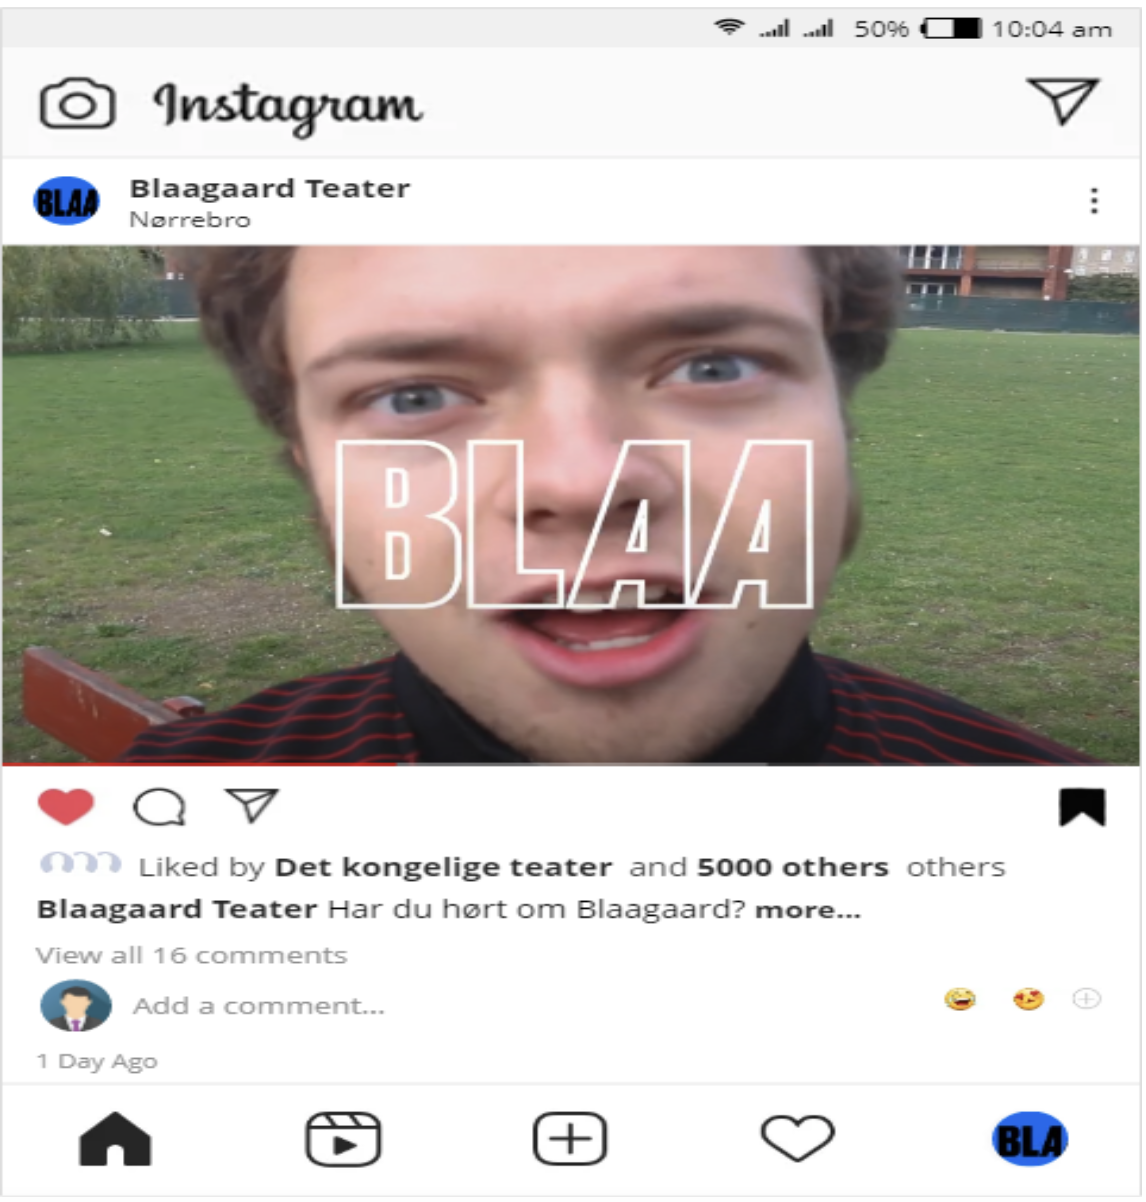 50% 10:04 am
Instagram
BLAA
Blaagaard Teater
Nørrebro
BLAA
Liked by Det kongelige teater and 5000 others others
Blaagaard Teater Har du hørt om Blaagaard? more...
View all 16 comments
Add a comment...
1 Day Ago
BLA